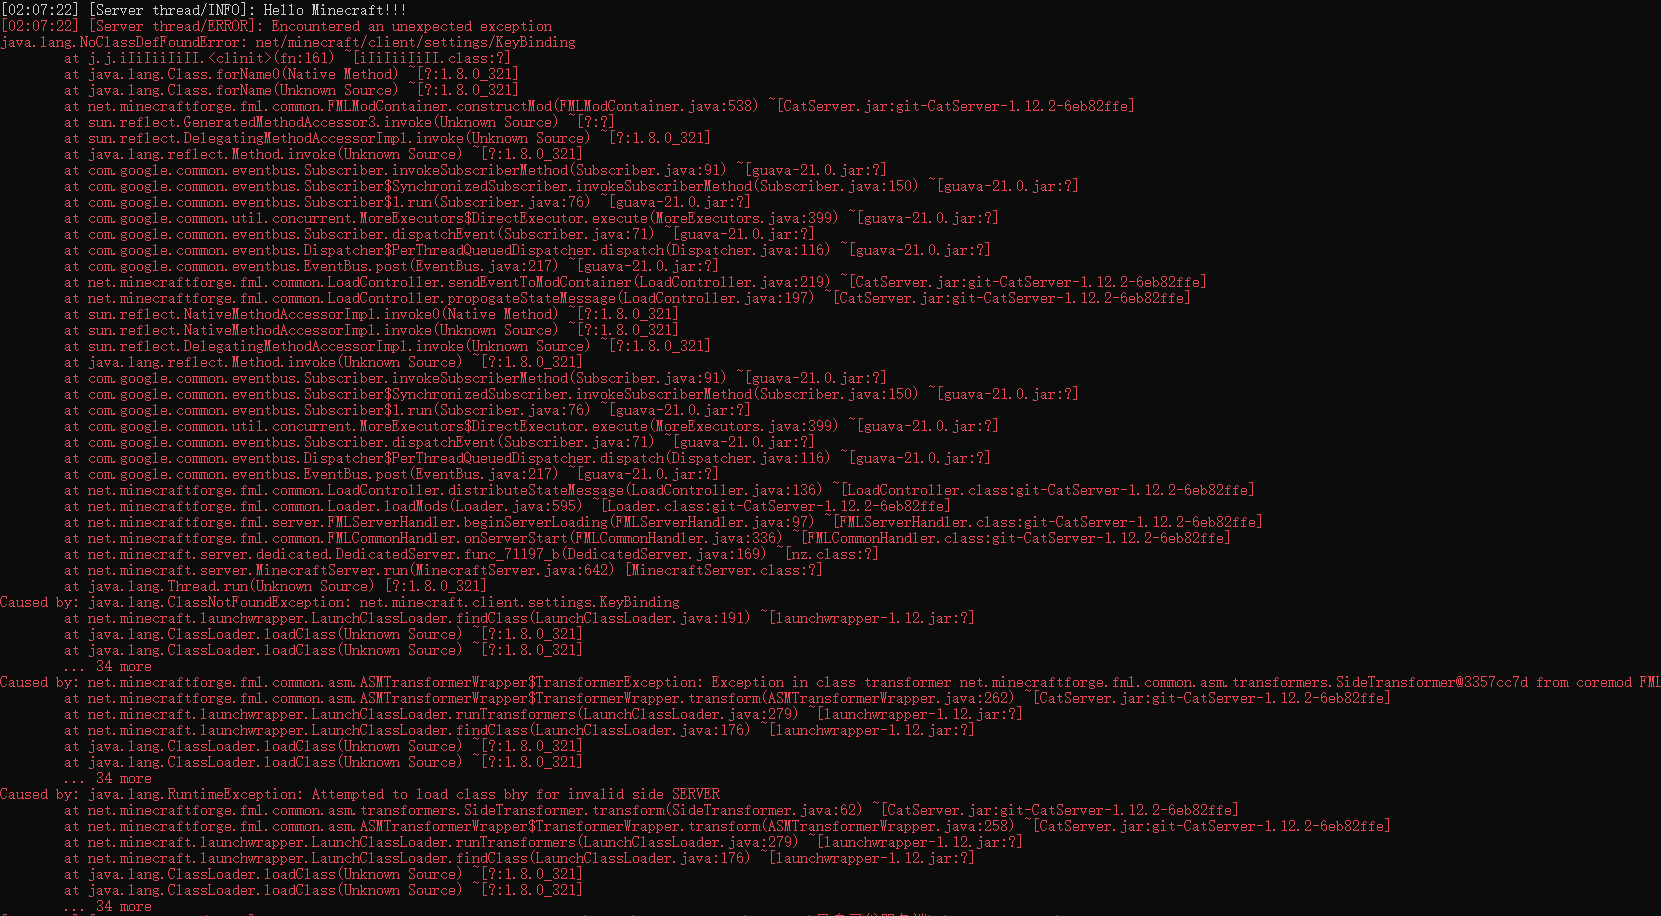 [02:07:22] [Server thread/INFO]: Hello Minecraft!!!
[02:07:22] [Server thread/ERROR]: Encountered an unexpected exception
java.lang.NoClassDefFoundError: net/minecraft/client/settings/KeyBinding
at j.j.iIiIiiIiII.<clinit>(fn:161) ~[iIiIiiIiII.class:?]
at java.lang.Class.forName0(Native Method) ~[?:1.8.0_321]
at java.lang.Class.forName(Unknown Source) ~[?:1.8.0_321]
at net.minecraftforge.fml.common.FMLModContainer.constructMod(FMLModContainer.java:538) ~[CatServer.jar:git-CatServer-1.12.2-6eb82ffe]
at sun.reflect.GeneratedMethodAccessor3.invoke(Unknown Source) ~[?:?]
at sun.reflect.DelegatingMethodAccessorImpl.invoke(Unknown Source) ~[?:1.8.0_321]
at java.lang.reflect.Method.invoke(Unknown Source) ~[?:1.8.0_321]
at com.google.common.eventbus.Subscriber.invokeSubscriberMethod(Subscriber.java:91) ~[guava-21.0.jar:?]
at com.google.common.eventbus.Subscriber$SynchronizedSubscriber.invokeSubscriberMethod(Subscriber.java:150) ~[guava-21.0.jar:?]
at com.google.common.eventbus.Subscriber$1.run(Subscriber.java:76) ~[guava-21.0.jar:?]
at com.google.common.util.concurrent.MoreExecutors$DirectExecutor.execute(MoreExecutors.java:399) ~[guava-21.0.jar:?]
at com.google.common.eventbus.Subscriber.dispatchEvent(Subscriber.java:71) ~[guava-21.0.jar:?]
at com.google.common.eventbus.Dispatcher$PerThreadQueuedDispatcher.dispatch(Dispatcher.java:116) ~[guava-21.0.jar:?]
at com.google.common.eventbus.EventBus.post(EventBus.java:217) ~[guava-21.0.jar:?]
at net.minecraftforge.fml.common.LoadController.sendEventToModContainer(LoadController.java:219) ~[CatServer.jar:git-CatServer-1.12.2-6eb82ffe]
at net.minecraftforge.fml.common.LoadController.propogateStateMessage(LoadController.java:197) ~[CatServer.jar:git-CatServer-1.12.2-6eb82ffe]
at sun.reflect.NativeMethodAccessorImpl.invoke0(Native Method) ~[?:1.8.0_321]
at sun.reflect.NativeMethodAccessorImpl.invoke(Unknown Source) ~[?:1.8.0_321]
at sun.reflect.DelegatingMethodAccessorImpl.invoke(Unknown Source) ~[?:1.8.0_321]
at java.lang.reflect.Method.invoke(Unknown Source) ~[?:1.8.0_321]
at com.google.common.eventbus.Subscriber.invokeSubscriberMethod(Subscriber.java:91) ~[guava-21.0.jar:?]
at com.google.common.eventbus.Subscriber$SynchronizedSubscriber.invokeSubscriberMethod(Subscriber.java:150) ~[guava-21.0.jar:?]
at com.google.common.eventbus.Subscriber$1.run(Subscriber.java:76) ~[guava-21.0.jar:?]
at com.google.common.util.concurrent.MoreExecutors$DirectExecutor.execute(MoreExecutors.java:399) ~[guava-21.0.jar:?]
at com.google.common.eventbus.Subscriber.dispatchEvent(Subscriber.java:71) ~[guava-21.0.jar:?]
at com.google.common.eventbus.Dispatcher$PerThreadQueuedDispatcher.dispatch(Dispatcher.java:116) ~[guava-21.0.jar:?]
at com.google.common.eventbus.EventBus.post(EventBus.java:217) ~[guava-21.0.jar:?]
at net.minecraftforge.fml.common.LoadController.distributeStateMessage(LoadController.java:136) ~[LoadController.class:git-CatServer-1.12.2-6eb82ffe]
at net.minecraftforge.fml.common.Loader.loadMods(Loader.java:595) ~[Loader.class:git-CatServer-1.12.2-6eb82ffe]
at net.minecraftforge.fml.server.FMLServerHandler.beginServerLoading(FMLServerHandler.java:97) ~[FMLServerHandler.class:git-CatServer-1.12.2-6eb82ffe]
at net.minecraftforge.fml.common.FMLCommonHandler.onServerStart(FMLCommonHandler.java:336) ~[FMLCommonHandler.class:git-CatServer-1.12.2-6eb82ffe]
at net.minecraft.server.dedicated.DedicatedServer.func_71197_b(DedicatedServer.java:169) ~[nz.class:?]
at net.minecraft.server.MinecraftServer.run(MinecraftServer.java:642) [MinecraftServer.class:?]
at java.lang.Thread.run(Unknown Source) [?:1.8.0_321]
Caused by: java.lang.ClassNotFoundException: net.minecraft.client.settings.KeyBinding
at net.minecraft.launchwrapper.LaunchClassLoader.findClass(LaunchClassLoader.java:191) ~[launchwrapper-1.12.jar:?]
at java.lang.ClassLoader.loadClass(Unknown Source) ~[?:1.8.0_321]
at java.lang.ClassLoader.loadClass(Unknown Source) ~[?:1.8.0_321]
... 34 more
Caused by: net.minecraftforge.fml.common.asm.ASMTransformerWrapper$TransformerException: Exception in class transformer net.minecraftforge.fml.common.asm.transformers.SideTransformer@3357cc7d from coremod FML
at net.minecraftforge.fml.common.asm.ASMTransformerWrapper$TransformerWrapper.transform(ASMTransformerWrapper.java:262) ~[CatServer.jar:git-CatServer-1.12.2-6eb82ffe]
at net.minecraft.launchwrapper.LaunchClassLoader.runTransformers(LaunchClassLoader.java:279) ~[launchwrapper-1.12.jar:?]
at net.minecraft.launchwrapper.LaunchClassLoader.findClass(LaunchClassLoader.java:176) ~[launchwrapper-1.12.jar:?]
at java.lang.ClassLoader.loadClass(Unknown Source) ~[?:1.8.0_321]
at java.lang.ClassLoader.loadClass(Unknown Source) ~[?:1.8.0_321]
... 34 more
Caused by: java.lang.RuntimeException: Attempted to load class bhy for invalid side SERVER
at net.minecraftforge.fml.common.asm.transformers.SideTransformer.transform(SideTransformer.java:62) ~[CatServer.jar:git-CatServer-1.12.2-6eb82ffe]
at net.minecraftforge.fml.common.asm.ASMTransformerWrapper$TransformerWrapper.transform(ASMTransformerWrapper.java:258) ~[CatServer.jar:git-CatServer-1.12.2-6eb82ffe]
at net.minecraft.launchwrapper.LaunchClassLoader.runTransformers(LaunchClassLoader.java:279) ~[launchwrapper-1.12.jar:?]
at net.minecraft.launchwrapper.LaunchClassLoader.findClass(LaunchClassLoader.java:176) ~[launchwrapper-1.12.jar:?]
at java.lang.ClassLoader.loadClass(Unknown Source) ~[?:1.8.0_321]
at java.lang.ClassLoader.loadClass(Unknown Source) ~[?:1.8.0_321]
... 34 more